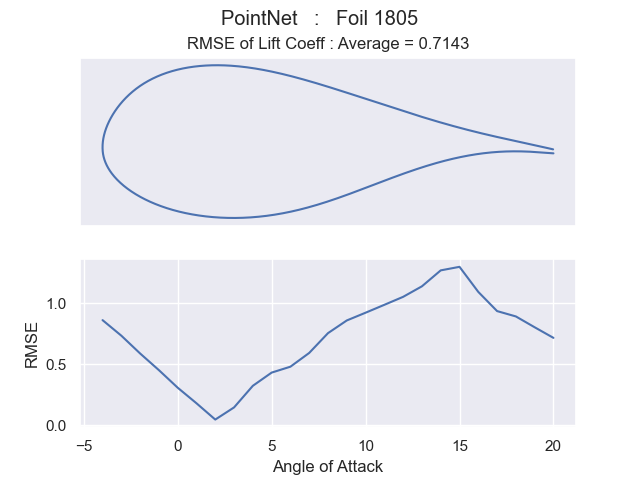 PointNet   :   Foil 1805
RMSE of Lift Coeff : Average = 0.7143
1.0
0.5
0.0
RMSE
−5 0 5 10 15 20
Angle of Attack